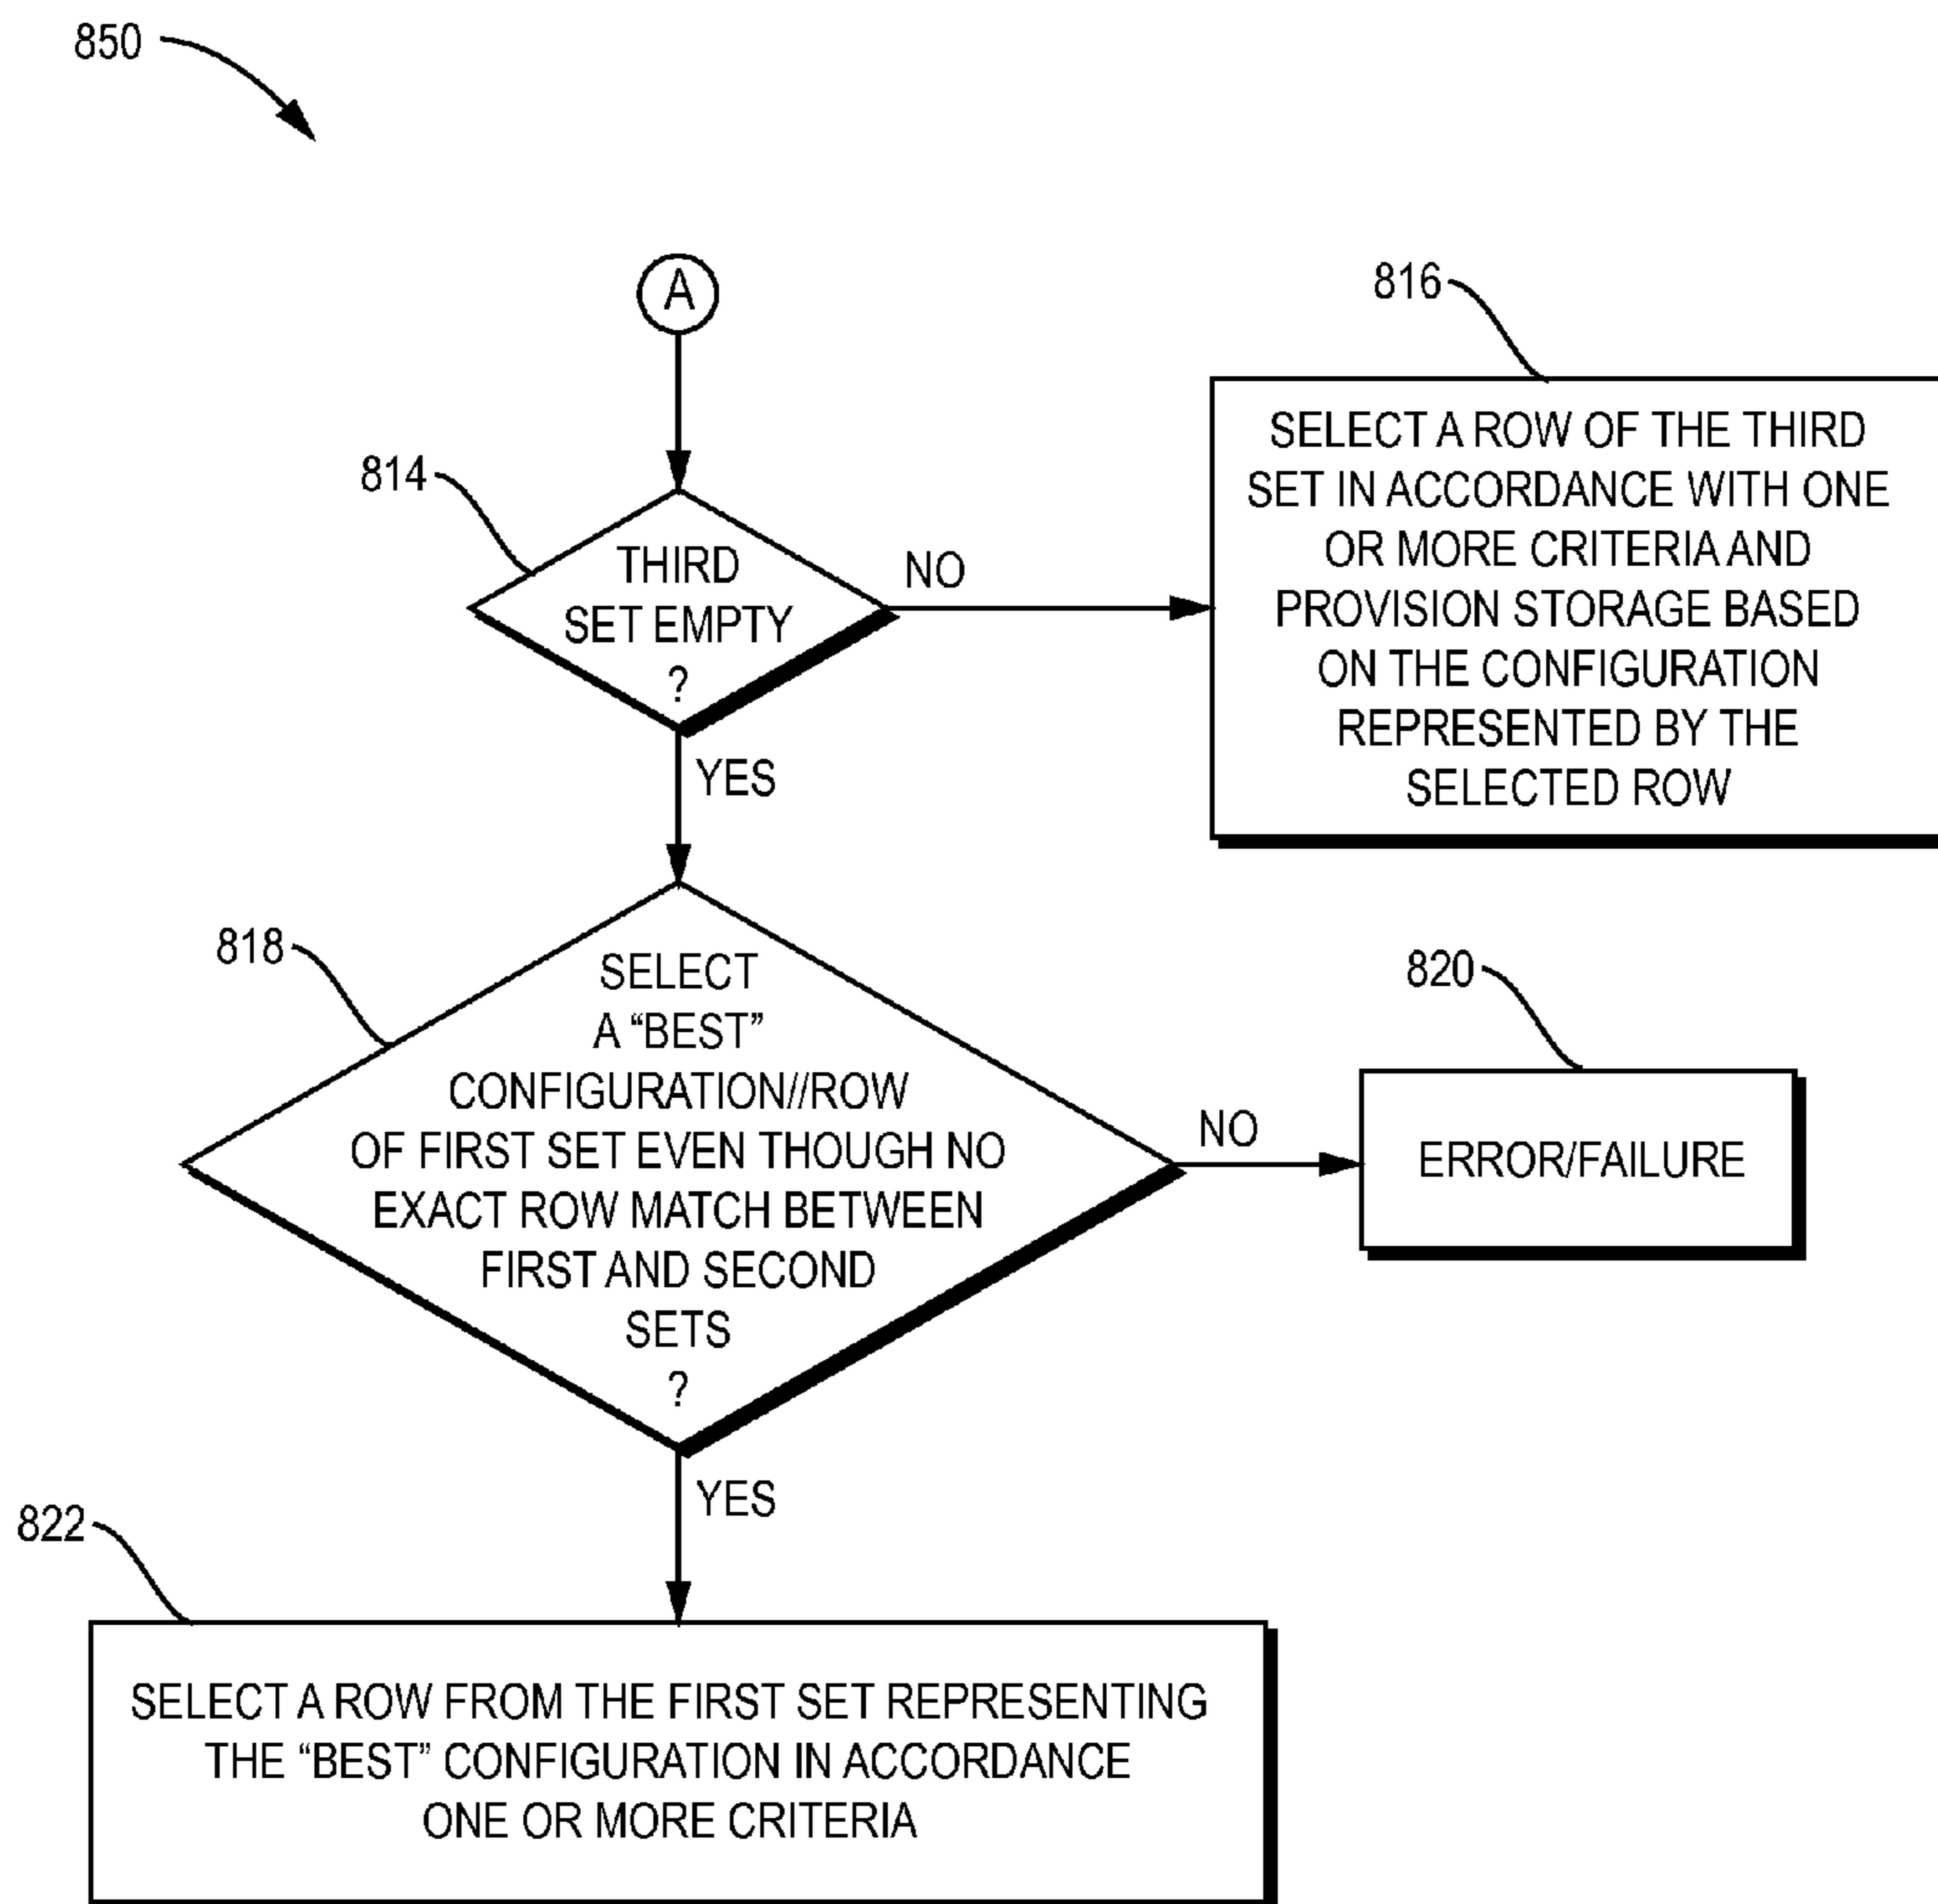 850
A
816
SELECT A ROW OF THE THIRD
SET IN ACCORDANCE WITH ONE
OR MORE CRITERIA AND
PROVISION STORAGE BASED
ON THE CONFIGURATION
REPRESENTED BY THE
SELECTED ROW
814
THIRD
SET EMPTY
?
NO
YES
818
SELECT
A “BEST”
CONFIGURATION//ROW
OF FIRST SET EVEN THOUGH NO
EXACT ROW MATCH BETWEEN
FIRST AND SECOND
SETS
?
NO
820
ERROR/FAILURE
YES
822
SELECT A ROW FROM THE FIRST SET REPRESENTING
THE “BEST” CONFIGURATION IN ACCORDANCE
ONE OR MORE CRITERIA